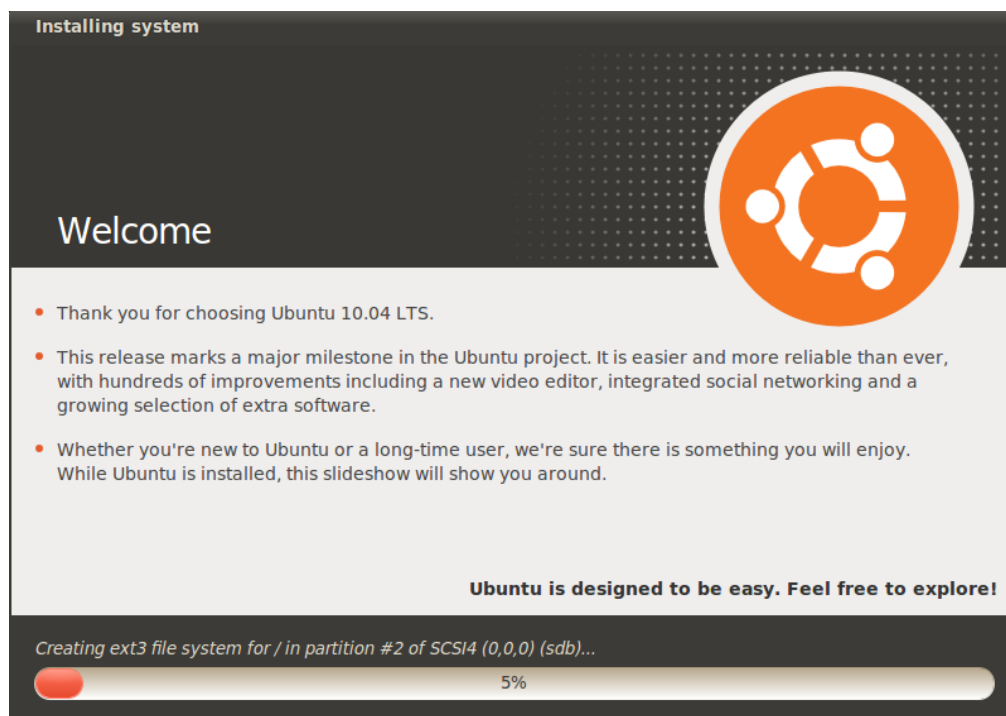 Installing system
Welcome
Thank you for choosing Ubuntu 10.04 LTS.
This release marks a major milestone in the Ubuntu project. It is easier and more reliable than ever,
with hundreds of improvements including a new video editor, integrated social networking and a
growing selection of extra software.
Whether you're new to Ubuntu or a long-time user, we're sure there is something you will enjoy.
While Ubuntu is installed, this slideshow will show you around.
Ubuntu is designed to be easy. Feel free to explore!
Creating ext3 file system for / in partition #2 of SCSI4 (0,0,0) (sdb)...
5%